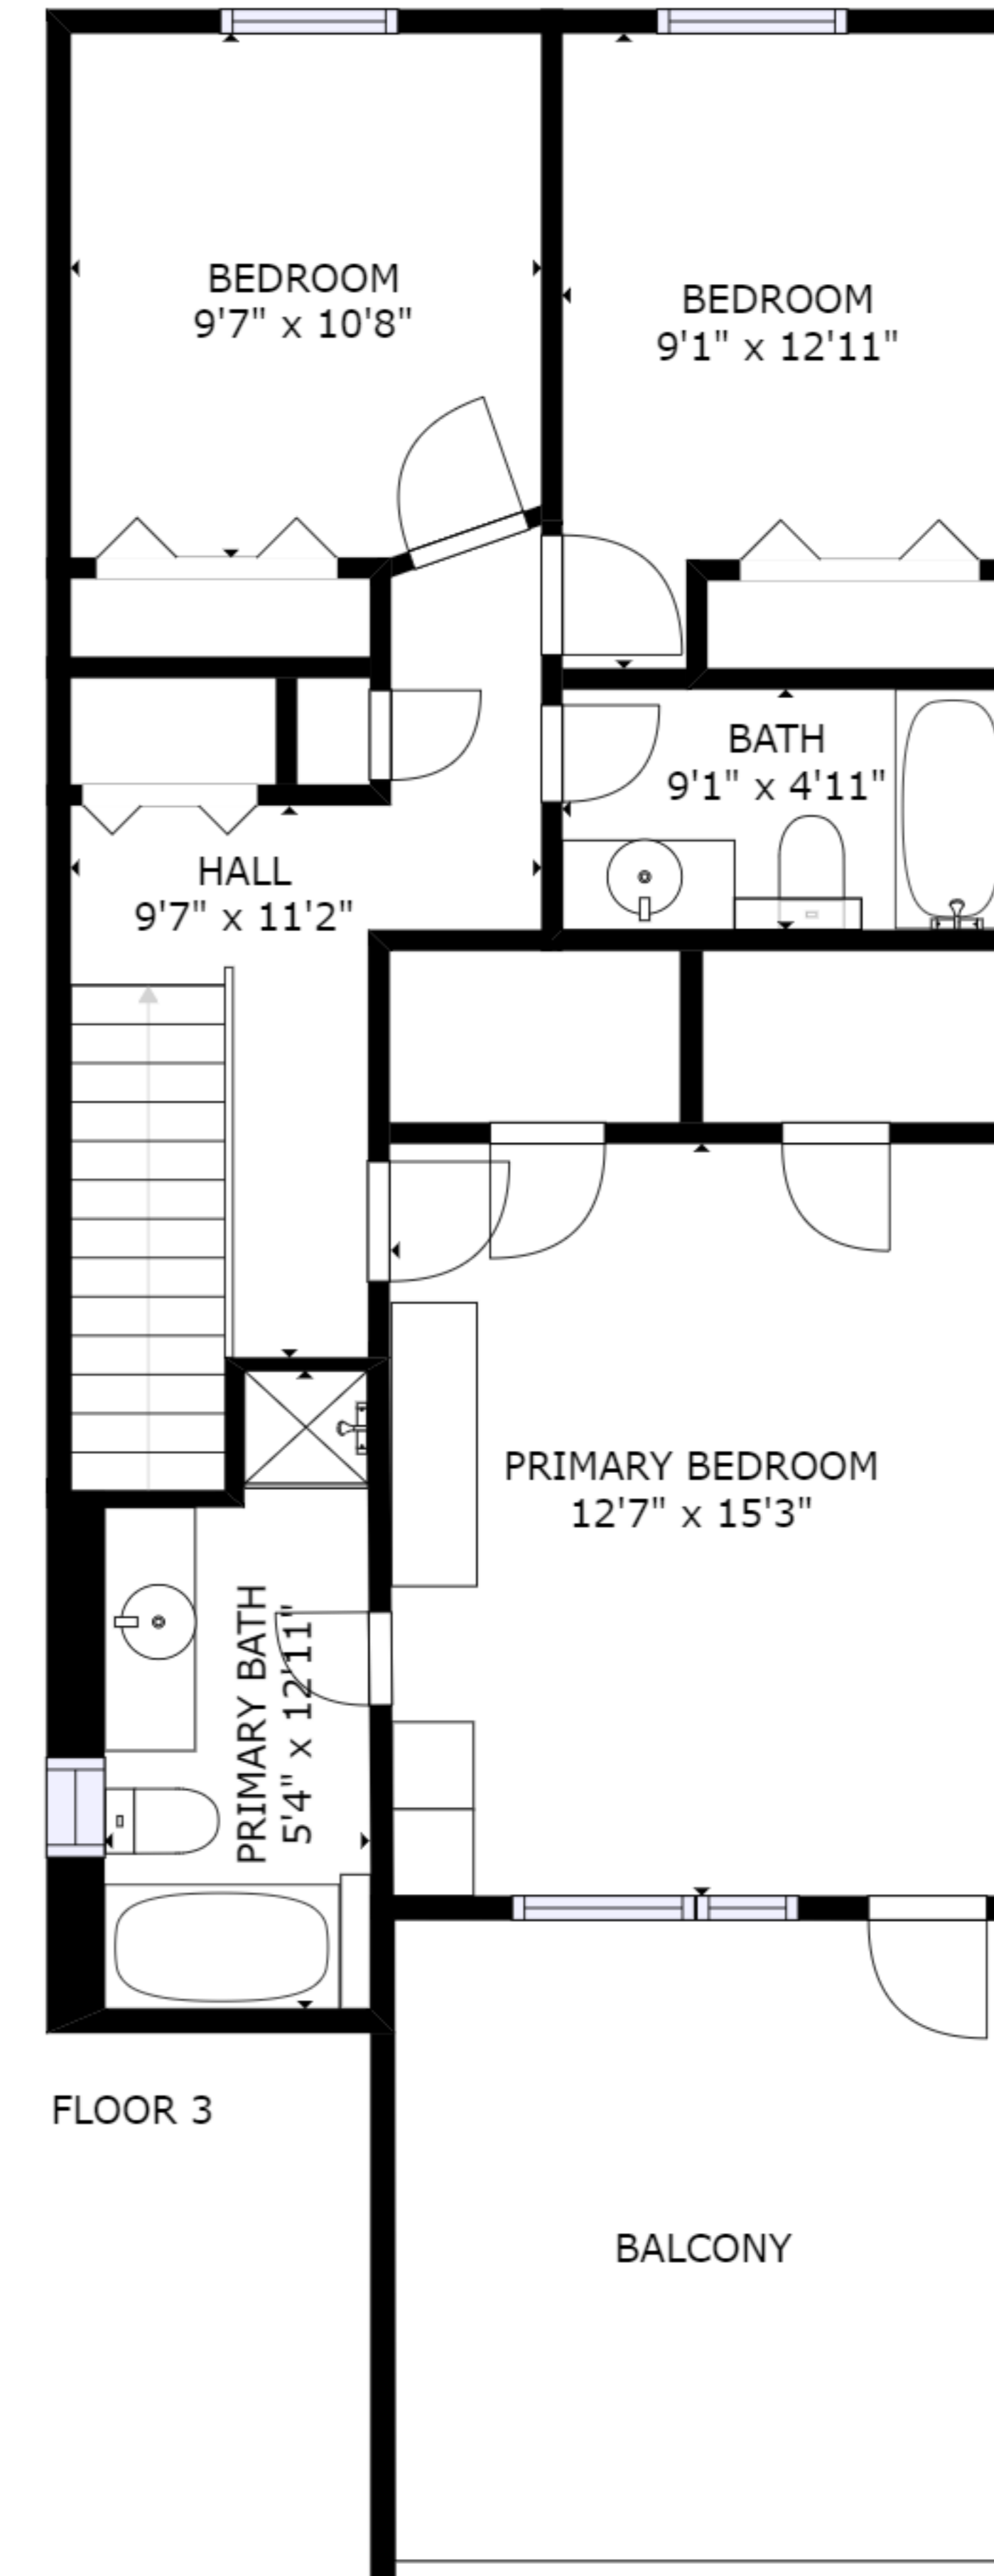 BEDROOM
9'7" x 10'8"
BEDROOM
9'1" x 12'11"
BATH
9'1" x 4'11"
HALL
9'7" x 11'2"
PRIMARY BEDROOM
12'7" x 15'3"
PRIMARY BATH
5'4" x 12'11"
FLOOR 3
BALCONY